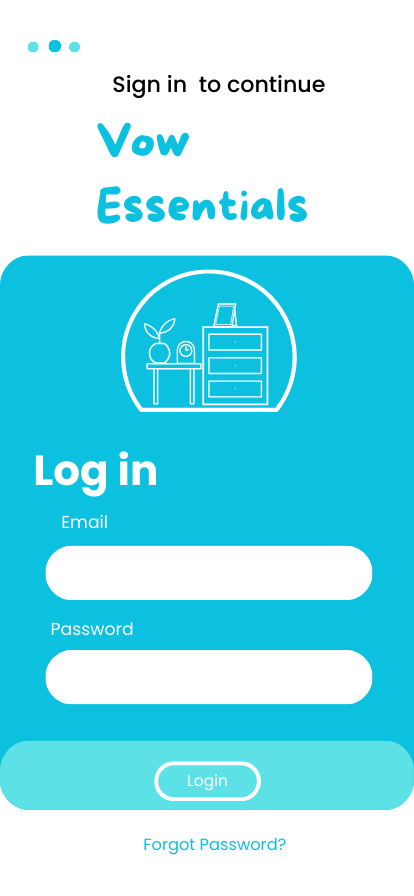 Sign in  to continue
Vow
Essentials
Log in
Email
Password
Login
Forgot Password?